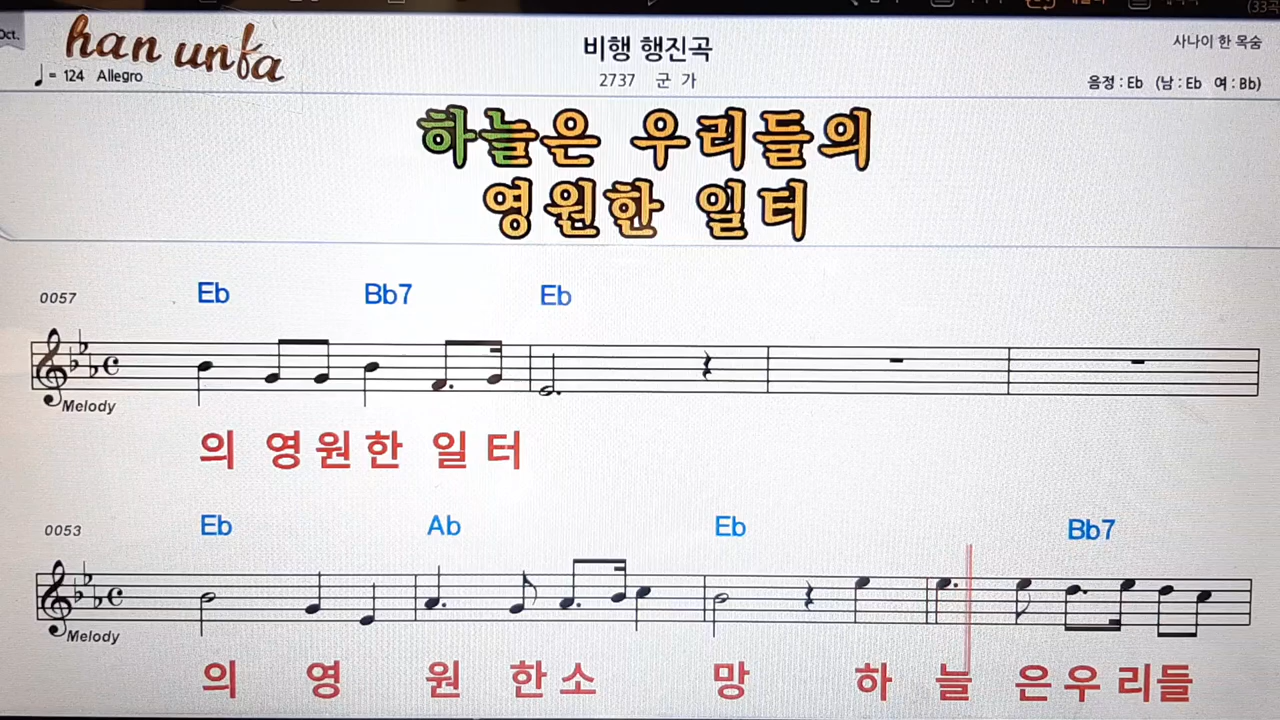 Oct.
han unfa
비행 행진곡
사나이 한 목숨
= 124 Allegro
2737 군 가
음정 : Eb (남 : Eb 여 : Bb)
하늘은 우리들의
영원한 일터
0057 Eb Bb7 Eb
Melody
의 영 원 한 일 터
0053 Eb Ab Eb Bb7
Melody
의 영 원 한 소 망 하 늘 은 우 리 들